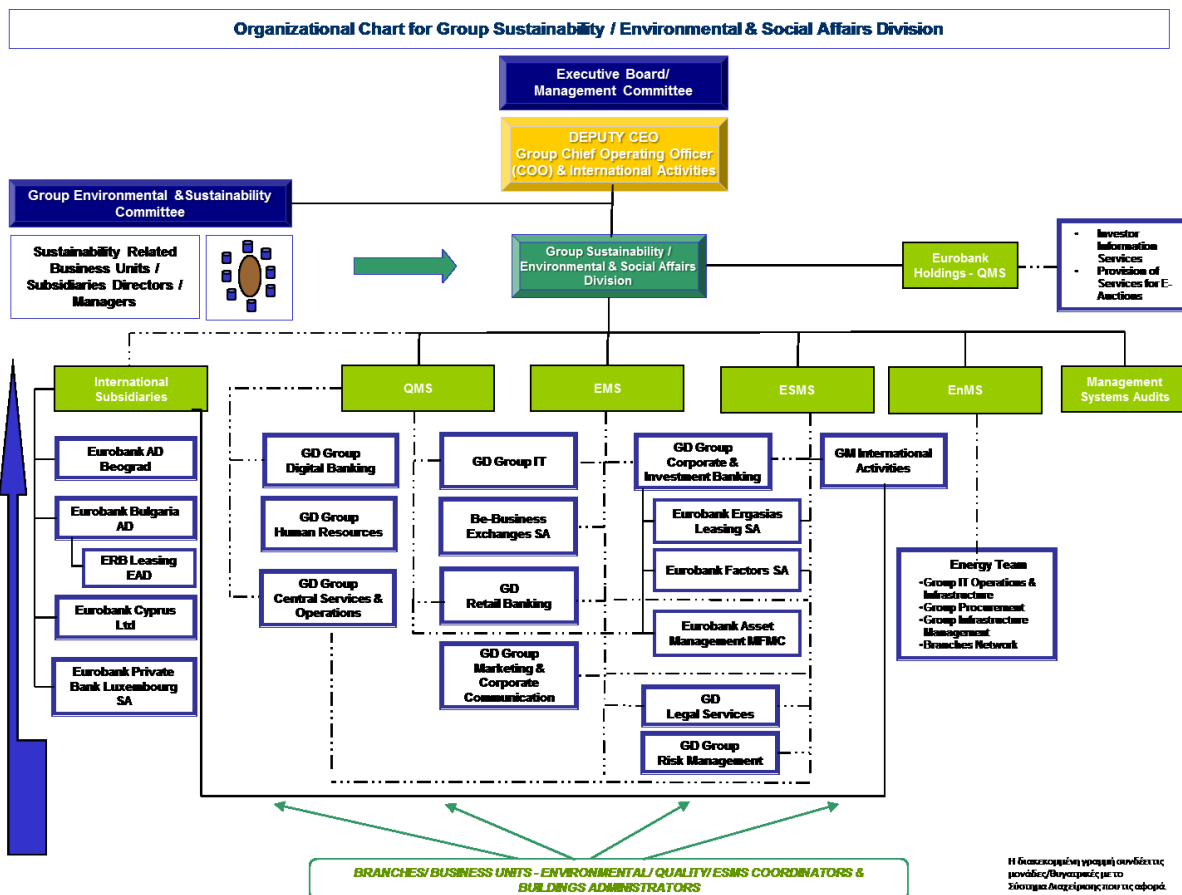 Organizational Chart for Group Sustainability / Environmental & Social Affairs Division
Executive Board/
Management Committee
DEPUTY CEO
Group Chief Operating Officer
(COO) & International Activities
Group Environmental & Sustainability
Committee
Sustainability Related
Business Units /
Subsidiaries Directors /
Managers
Group Sustainability /
Environmental & Social Affairs
Division
Eurobank
Holdings - QMS
- Investor
Information
Services
- Provision of
Services for E-
Auctions
International
Subsidiaries
QMS
EMS
ESMS
EnMS
Management
Systems Audits
Eurobank AD
Beograd
Eurobank Bulgaria
AD
ERB Leasing
EAD
Eurobank Cyprus
Ltd
Eurobank Private
Bank Luxembourg
SA
GD Group
Digital Banking
GD Group
Human Resources
GD Group
Central Services &
Operations
GD Group IT
Be-Business
Exchanges SA
GD
Retail Banking
GD Group
Marketing &
Corporate
Communication
GD Group
Corporate &
Investment Banking
Eurobank Ergasias
Leasing SA
Eurobank Factors SA
Eurobank Asset
Management MFMC
GD
Legal Services
GD Group
Risk Management
GM International
Activities
Energy Team
-Group IT Operations &
Infrastructure
-Group Procurement
-Group Infrastructure
Management
-Branches Network
BRANCHES/ BUSINESS UNITS - ENVIRONMENTAL/ QUALITY/ ESMS COORDINATORS &
BUILDINGS ADMINISTRATORS
Η διακεκομμένη γραμμή συνδέει τις
μονάδες/θυγατρικές με το
Σύστημα Διαχείρισης που τις αφορά